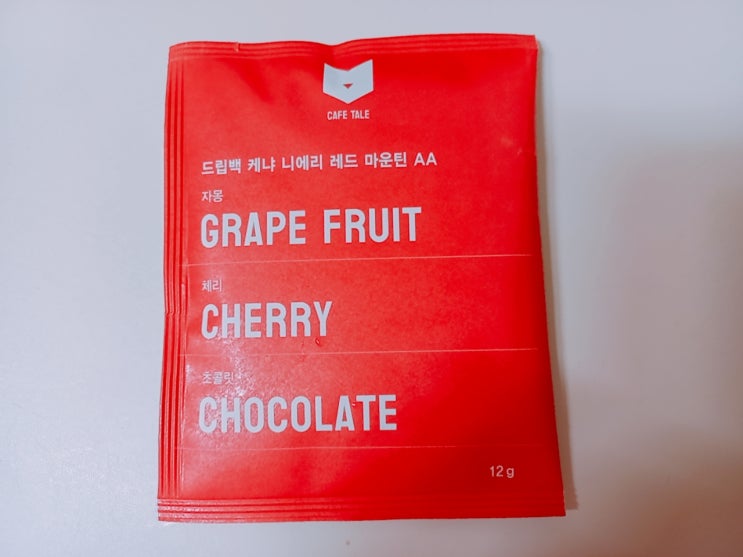 CAFE TALE
드립백 케냐 니에리 레드 마운틴 AA
자몽
GRAPE FRUIT
체리
CHERRY
초콜릿
CHOCOLATE
12g